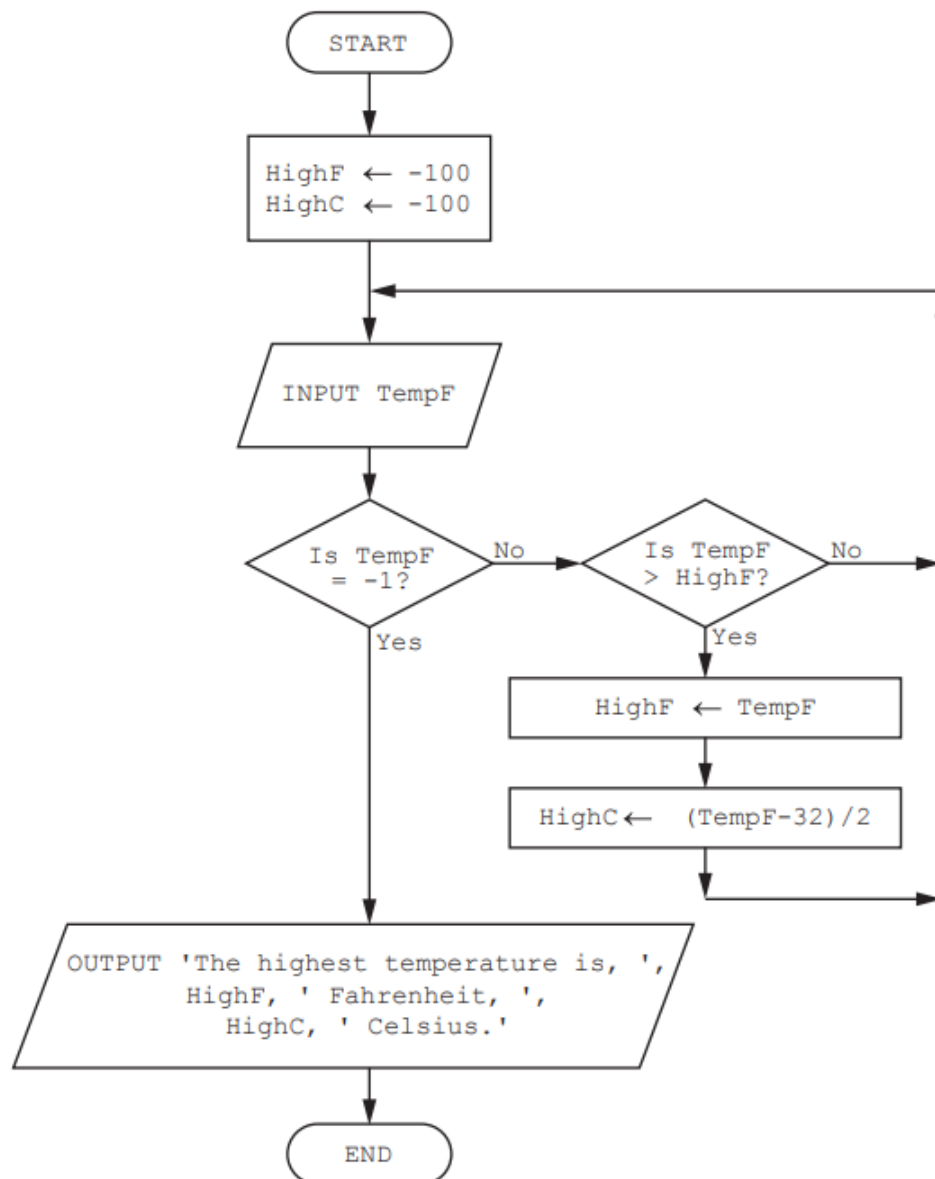 START
HighF ← -100
HighC ← -100
INPUT TempF
Is TempF
= -1?
No
Is TempF
> HighF?
No
Yes
Yes
HighF ← TempF
HighC← (TempF-32)/2
OUTPUT 'The highest temperature is, ',
HighF, ' Fahrenheit, ',
HighC, ' Celsius.'
END